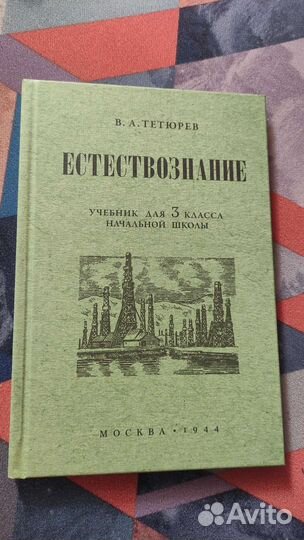 В. А. ТЕТЮРЕВ
ЕСТЕСТВОЗНАНИЕ
УЧЕБНИК ДЛЯ 3 КЛАССА
НАЧАЛЬНОЙ ШКОЛЫ
МОСКВА • 1944
Avito